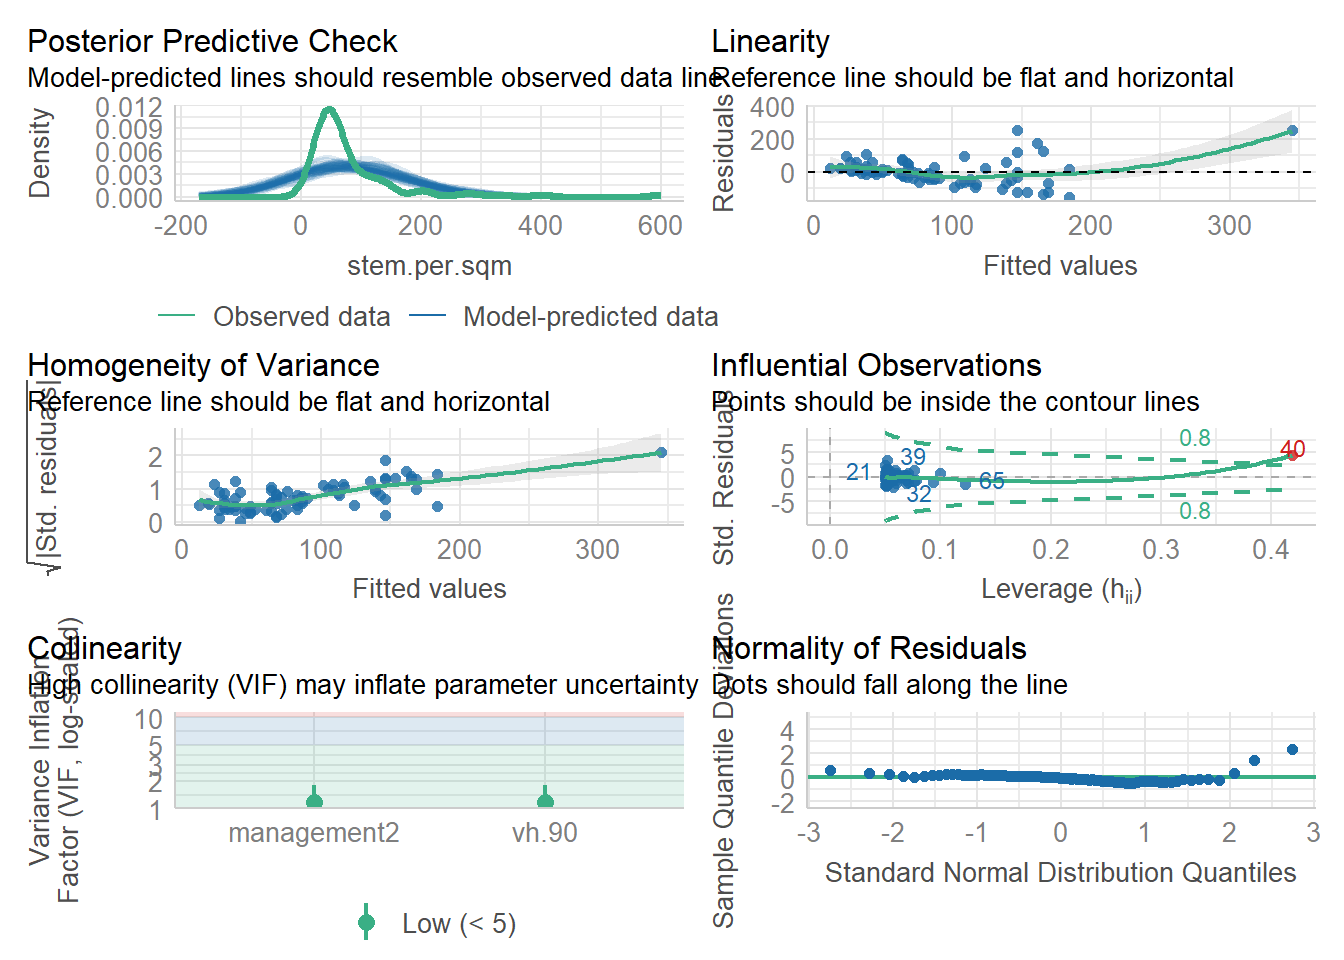 Posterior Predictive Check
Model-predicted lines should resemble observed data line
Density
0.012
0.009
0.006
0.003
0.000
-200 0 200 400 600
stem.per.sqm
Observed data Model-predicted data
Linearity
Reference line should be flat and horizontal
Residuals
400
200
0
0 100 200 300
Fitted values
Homogeneity of Variance
Reference line should be flat and horizontal
√|Std. residuals|
2
1
0
0 100 200 300
Fitted values
Influential Observations
Points should be inside the contour lines
Std. Residuals
5
0
-5
0.8
40
39
21
65
32
0.8
0.0 0.1 0.2 0.3 0.4
Leverage (hii)
Collinearity
High collinearity (VIF) may inflate parameter uncertainty
Variance Inflation
Factor (VIF, log-scaled)
10
5
3
2
1
management2 vh.90
Low (< 5)
Normality of Residuals
Dots should fall along the line
Sample Quantile Deviations
4
2
0
-2
-3 -2 -1 0 1 2 3
Standard Normal Distribution Quantiles